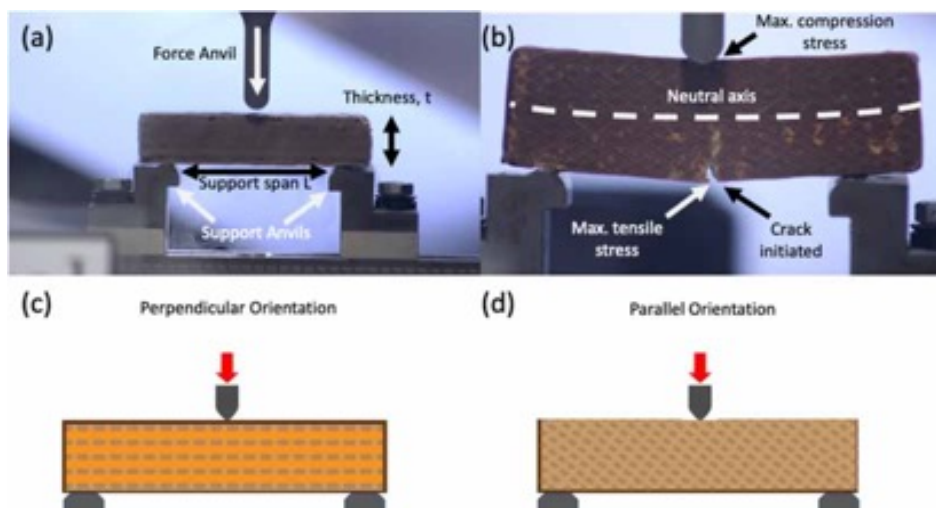 (a)
Force Anvil
Thickness, t
Support span L
Support Anvils
(b)
Max. compression
stress
Neutral axis
Max. tensile
stress
Crack
initiated
(c)
Perpendicular Orientation
(d)
Parallel Orientation